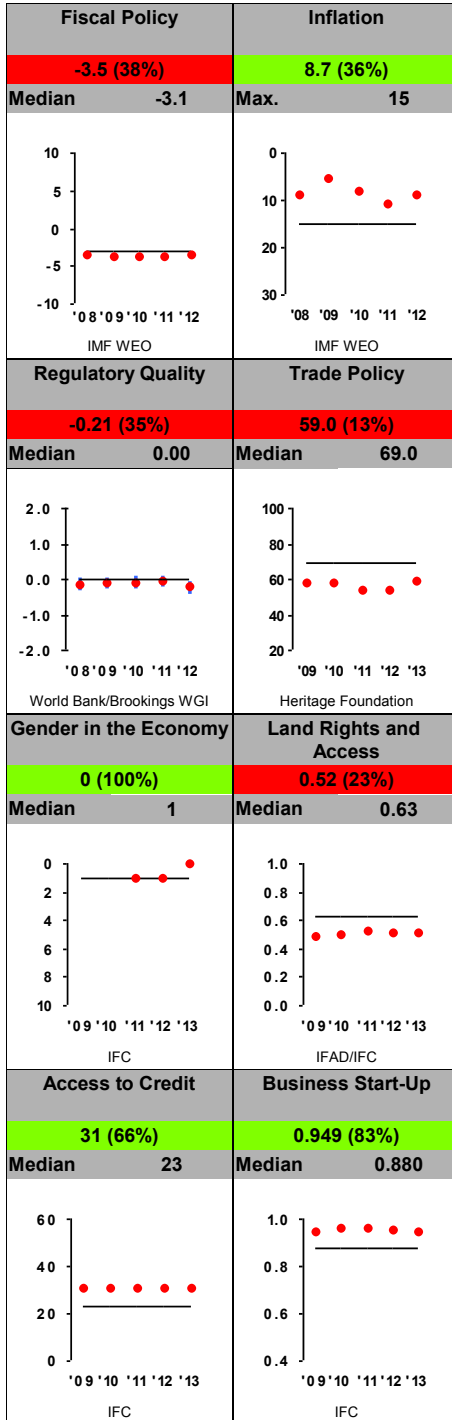 Fiscal Policy
-3.5 (38%)
Median -3.1
10
5
0
-5
-10
'08 '09 '10 '11 '12
IMF WEO
Inflation
8.7 (36%)
Max. 15
0
10
20
30
'08 '09 '10 '11 '12
IMF WEO
Regulatory Quality
-0.21 (35%)
Median 0.00
2.0
1.0
0.0
-1.0
-2.0
'08 '09 '10 '11 '12
World Bank/Brookings WGI
Trade Policy
59.0 (13%)
Median 69.0
100
80
60
40
20
'09 '10 '11 '12 '13
Heritage Foundation
Gender in the Economy
0 (100%)
Median 1
0
2
4
6
8
10
'09 '10 '11 '12 '13
IFC
Land Rights and
Access
0.52 (23%)
Median 0.63
1.0
0.8
0.6
0.4
0.2
0.0
'09 '10 '11 '12 '13
IFAD/IFC
Access to Credit
31 (66%)
Median 23
60
40
20
0
'09 '10 '11 '12 '13
IFC
Business Start-Up
0.949 (83%)
Median 0.880
1.0
0.8
0.6
0.4
'09 '10 '11 '12 '13
IFC